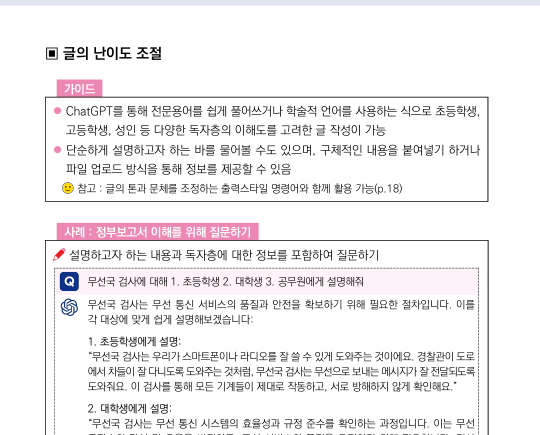 ▣ 글의 난이도 조절
가이드
● ChatGPT를 통해 전문용어를 쉽게 풀어쓰거나 학술적 언어를 사용하는 식으로 초등학생,
고등학생, 성인 등 다양한 독자층의 이해도를 고려한 글 작성이 가능
● 단순하게 설명하고자 하는 바를 물어볼 수도 있으며, 구체적인 내용을 붙여넣기 하거나
파일 업로드 방식을 통해 정보를 제공할 수 있음
참고 : 글의 톤과 문체를 조정하는 출력스타일 명령어와 함께 활용 가능(p.18)
사례 : 정부보고서 이해를 위해 질문하기
설명하고자 하는 내용과 독자층에 대한 정보를 포함하여 질문하기
Q 무선국 검사에 대해 1. 초등학생 2. 대학생 3. 공무원에게 설명해줘
무선국 검사는 무선 통신 서비스의 품질과 안전을 확보하기 위해 필요한 절차입니다. 이를
각 대상에 맞게 쉽게 설명해보겠습니다:
1. 초등학생에게 설명:
“무선국 검사는 우리가 스마트폰이나 라디오를 잘 쓸 수 있게 도와주는 것이에요. 경찰관이 도로
에서 차들이 잘 다니도록 도와주는 것처럼, 무선국 검사는 무선으로 보내는 메시지가 잘 전달되도록
도와줘요. 이 검사를 통해 모든 기계들이 제대로 작동하고, 서로 방해하지 않게 확인해요.”
2. 대학생에게 설명:
“무선국 검사는 무선 통신 시스템의 효율성과 규정 준수를 확인하는 과정입니다. 이는 무선